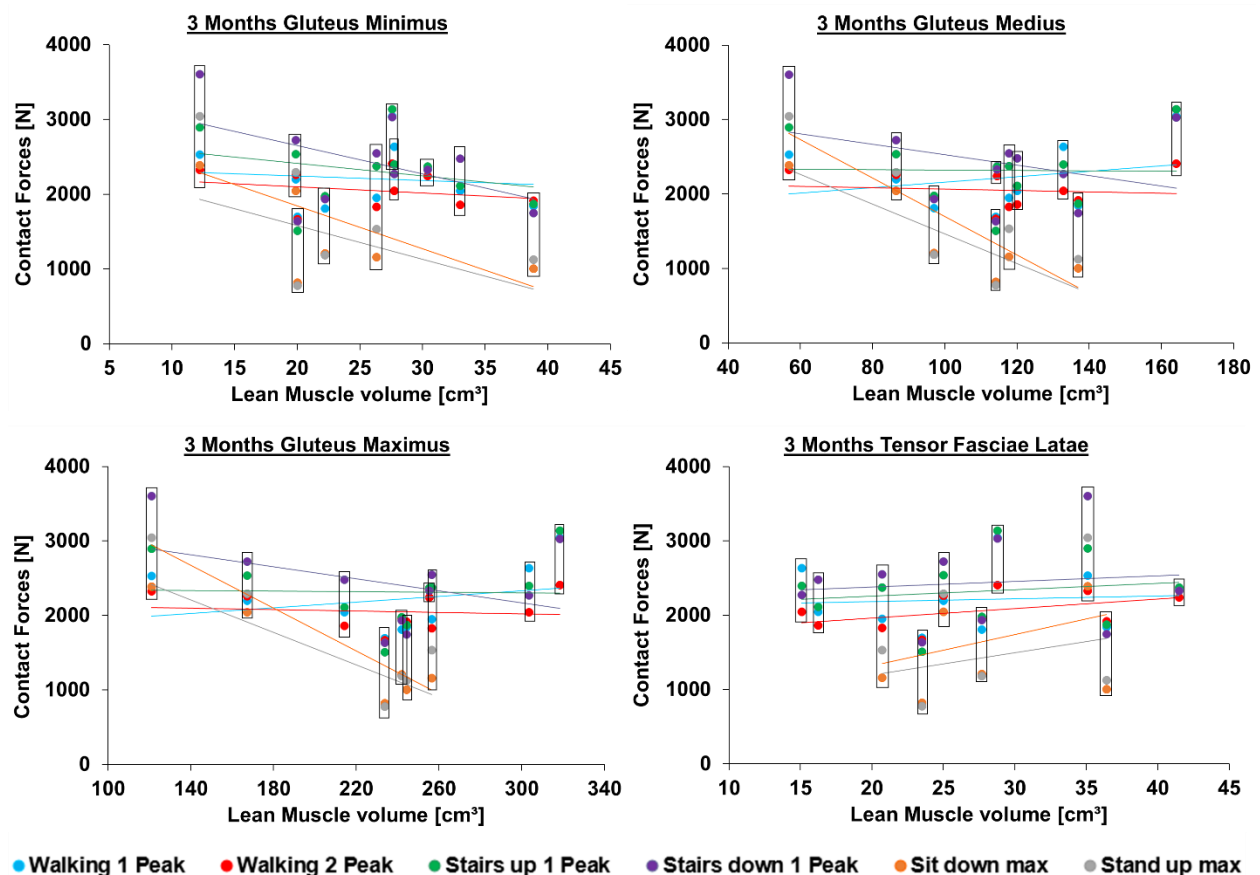 3 Months Gluteus Minimus
Contact Forces [N]
4000
3000
2000
1000
0
5 10 15 20 25 30 35 40 45
Lean Muscle volume [cm³]
3 Months Gluteus Medius
Contact Forces [N]
4000
3000
2000
1000
0
40 60 80 100 120 140 160 180
Lean Muscle volume [cm³]
3 Months Gluteus Maximus
Contact Forces [N]
4000
3000
2000
1000
0
100 140 180 220 260 300 340
Lean Muscle volume [cm³]
3 Months Tensor Fasciae Latae
Contact Forces [N]
4000
3000
2000
1000
0
10 15 20 25 30 35 40 45
Lean Muscle volume [cm³]
Walking 1 Peak Walking 2 Peak Stairs up 1 Peak Stairs down 1 Peak Sit down max Stand up max